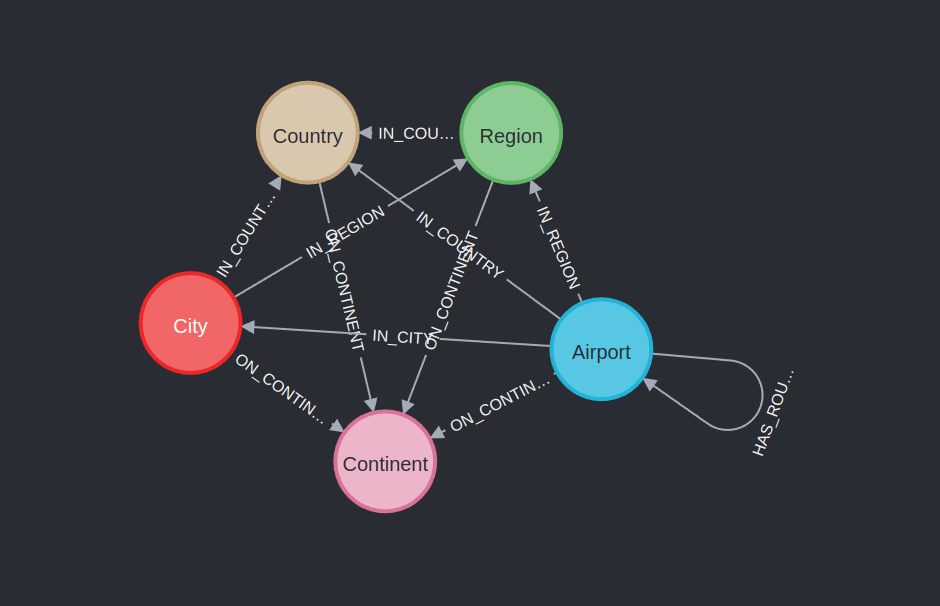 Country
IN_COU…
Region
IN_COUNT…
IN_REGION
ON_CONTINENT
IN_COUNTRY
ON_CONTINENT
IN_REGION
City
IN_CITY
Airport
ON_CONTIN…
ON_CONTIN…
HAS_ROU…
Continent